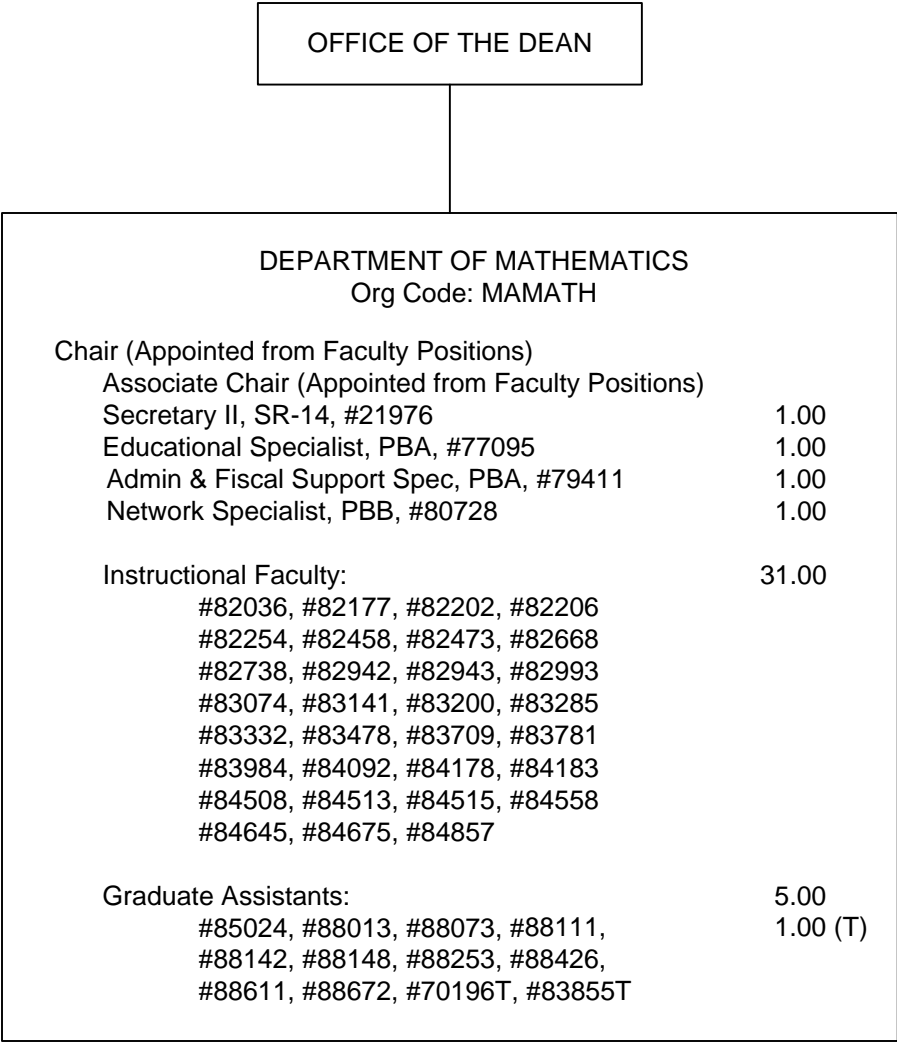 OFFICE OF THE DEAN
DEPARTMENT OF MATHEMATICS
Org Code: MAMATH
Chair (Appointed from Faculty Positions)
Associate Chair (Appointed from Faculty Positions)
Secretary II, SR-14, #21976 1.00
Educational Specialist, PBA, #77095 1.00
Admin & Fiscal Support Spec, PBA, #79411 1.00
Network Specialist, PBB, #80728 1.00
Instructional Faculty: 31.00
#82036, #82177, #82202, #82206
#82254, #82458, #82473, #82668
#82738, #82942, #82943, #82993
#83074, #83141, #83200, #83285
#83332, #83478, #83709, #83781
#83984, #84092, #84178, #84183
#84508, #84513, #84515, #84558
#84645, #84675, #84857
Graduate Assistants: 5.00
#85024, #88013, #88073, #88111, 1.00 (T)
#88142, #88148, #88253, #88426,
#88611, #88672, #70196T, #83855T